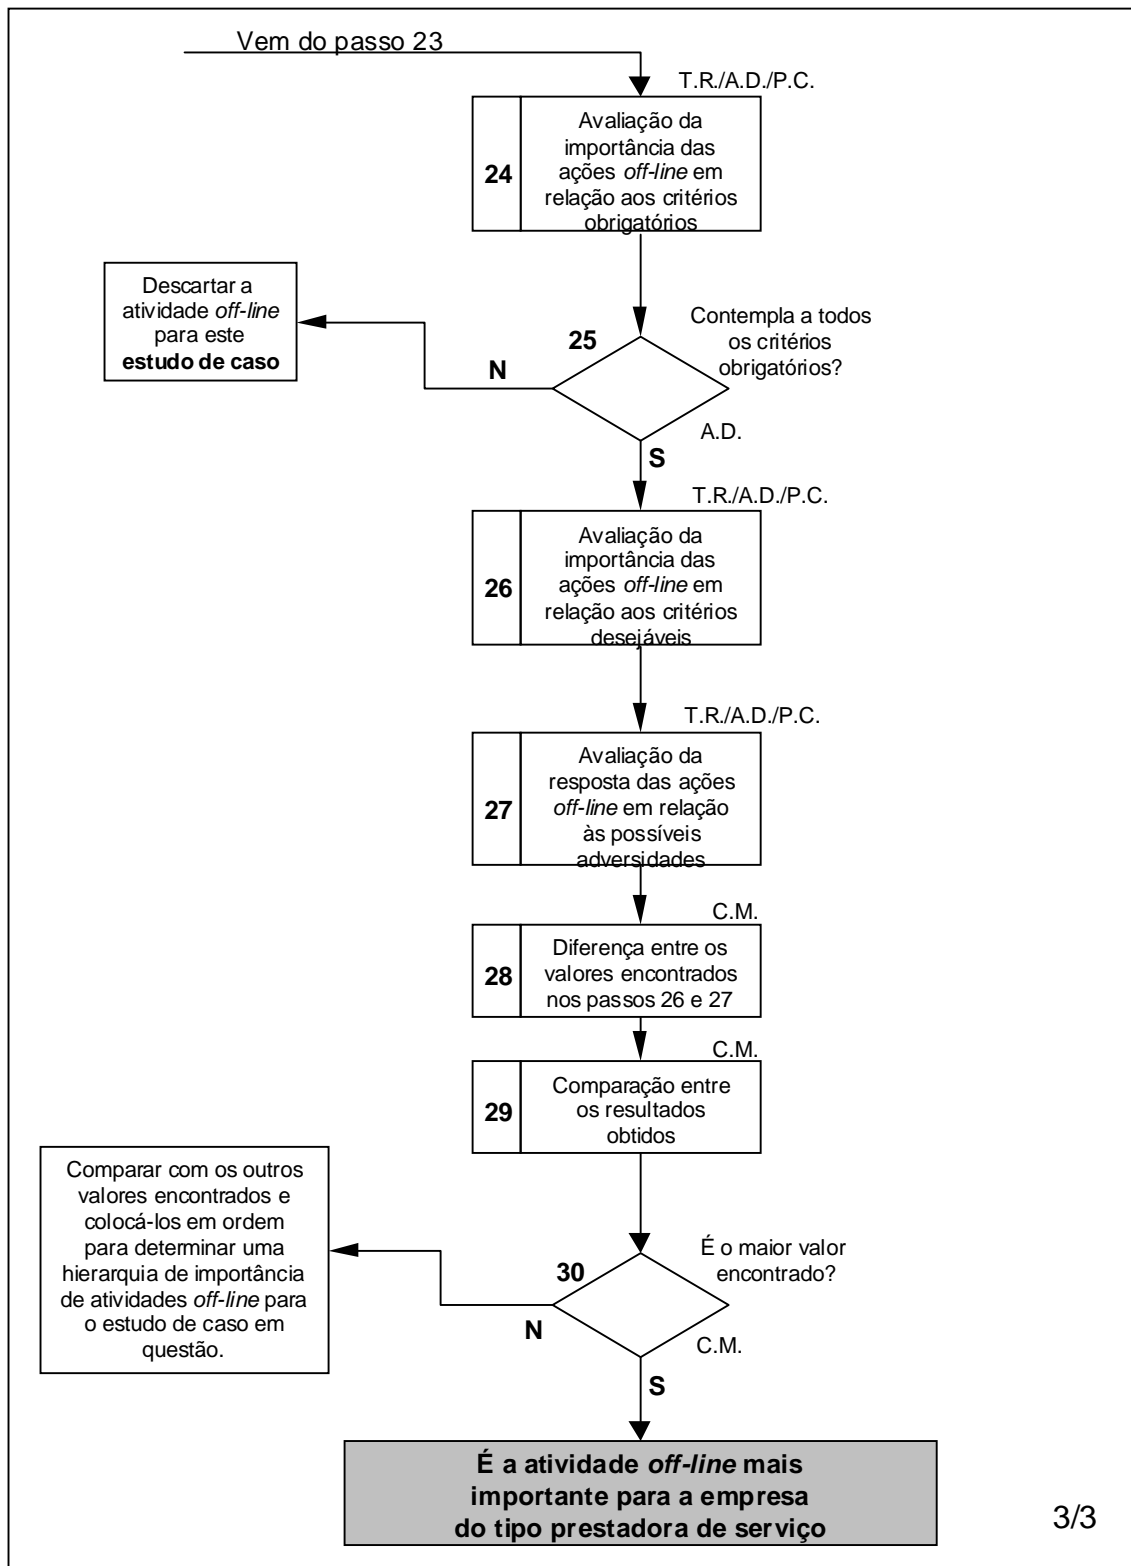 Vem do passo 23
T.R./A.D./P.C.
24
Avaliação da
importância das
ações off-line em
relação aos critérios
obrigatórios
Descartar a
atividade off-line
para este
estudo de caso
N
25
Contempla a todos
os critérios
obrigatórios?
A.D.
S
T.R./A.D./P.C.
26
Avaliação da
importância das
ações off-line em
relação aos critérios
desejáveis
T.R./A.D./P.C.
27
Avaliação da
resposta das ações
off-line em relação
às possíveis
adversidades
C.M.
28
Diferença entre os
valores encontrados
nos passos 26 e 27
C.M.
29
Comparação entre
os resultados
obtidos
Comparar com os outros
valores encontrados e
colocá-los em ordem
para determinar uma
hierarquia de importância
de atividades off-line para
o estudo de caso em
questão.
30
É o maior valor
encontrado?
N
C.M.
S
É a atividade off-line mais
importante para a empresa
do tipo prestadora de serviço
3/3